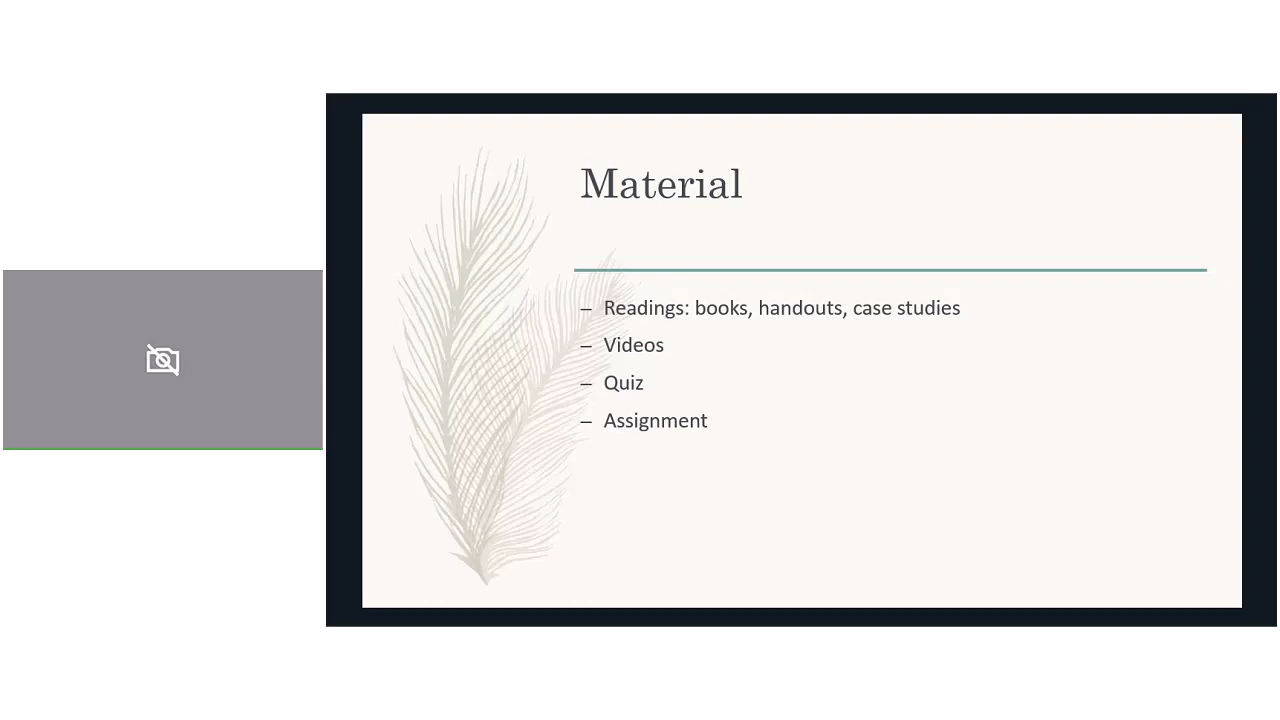 Material
– Readings: books, handouts, case studies
– Videos
– Quiz
– Assignment